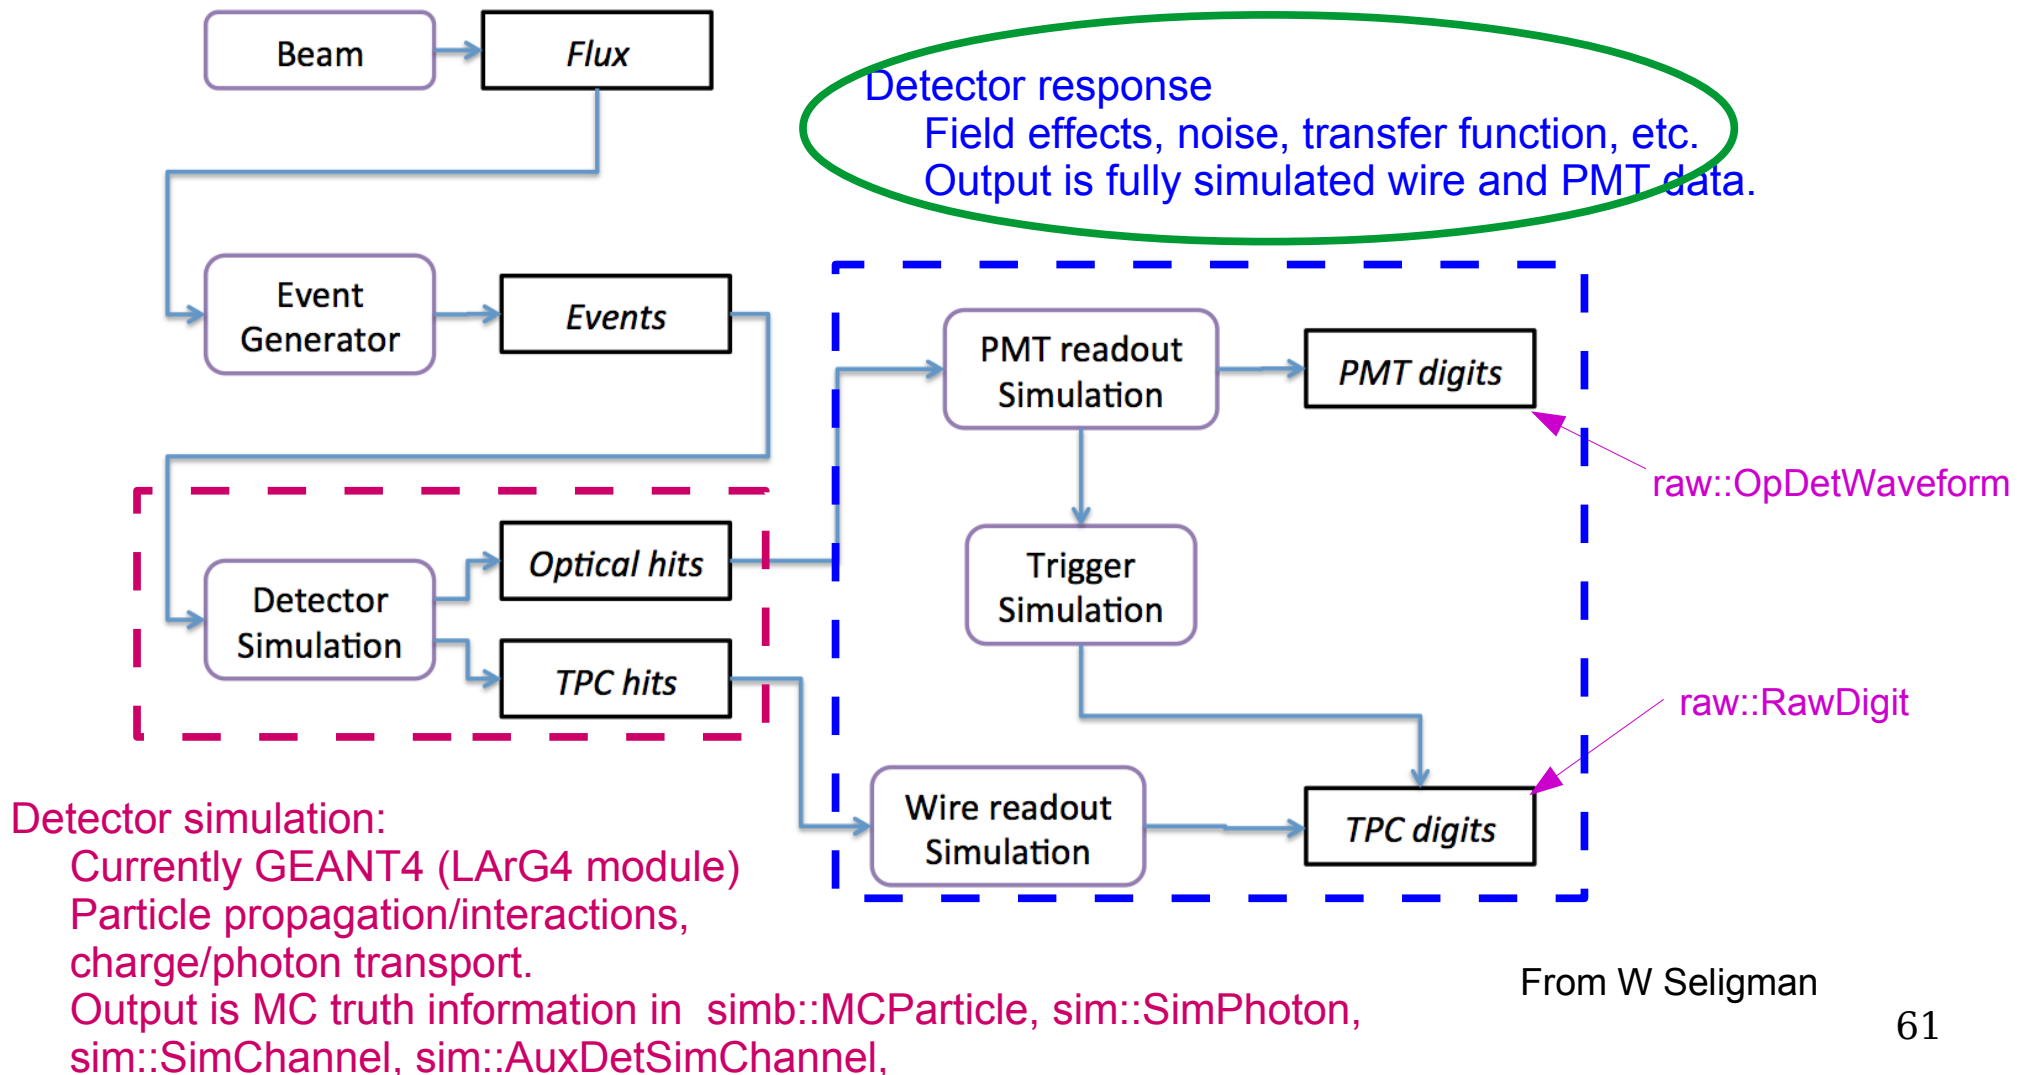 Beam
Flux
Detector response
Field effects, noise, transfer function, etc.
Output is fully simulated wire and PMT data.
Event
Generator
Events
PMT readout
Simulation
PMT digits
raw::OpDetWaveform
Optical hits
Trigger
Simulation
Detector
Simulation
TPC hits
raw::RawDigit
Wire readout
Simulation
TPC digits
Detector simulation:
Currently GEANT4 (LArG4 module)
Particle propagation/interactions,
charge/photon transport.
Output is MC truth information in simb::MCParticle, sim::SimPhoton,
sim::SimChannel, sim::AuxDetSimChannel,
From W Seligman
61